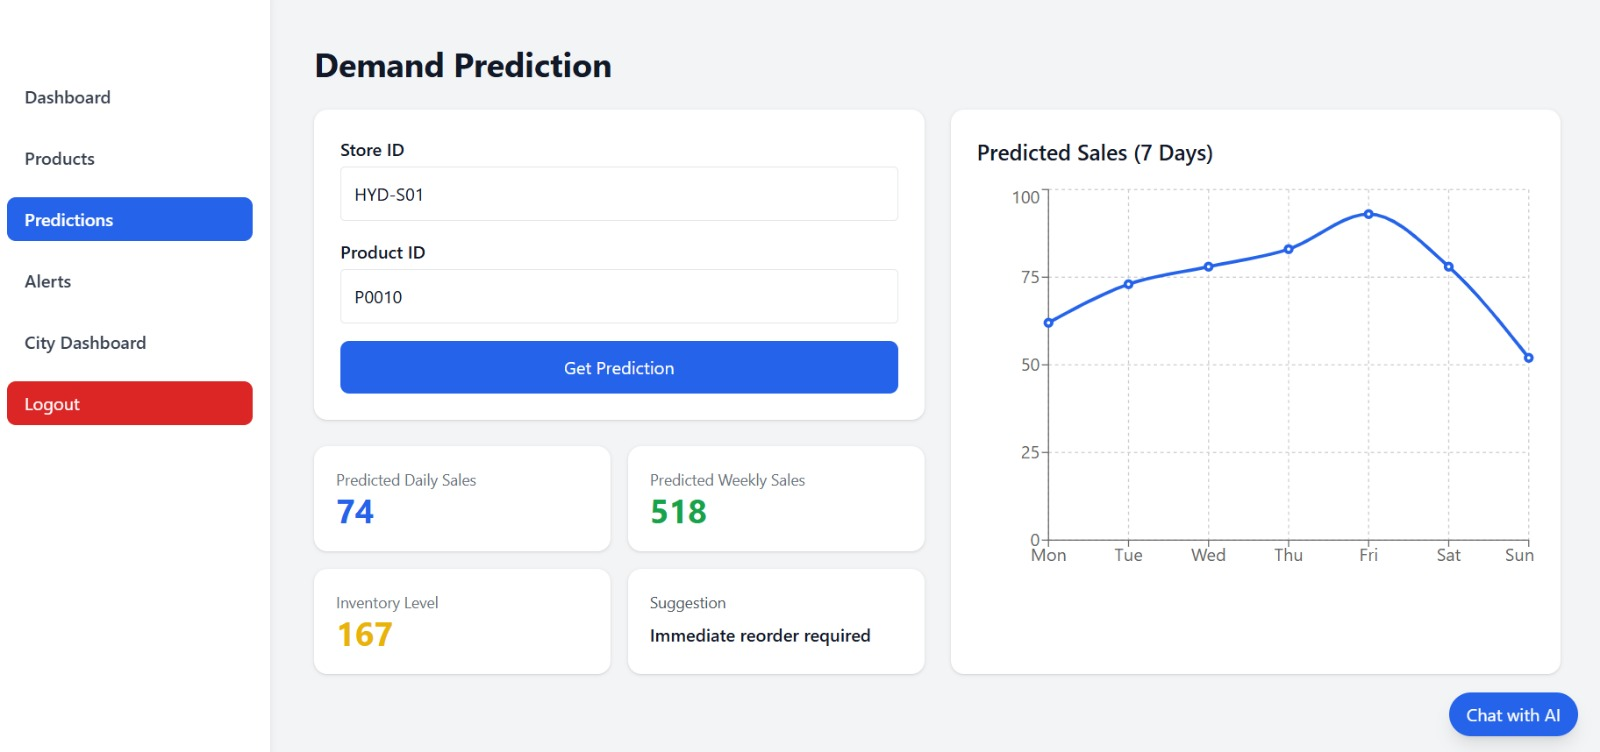 Dashboard
Products
Predictions
Alerts
City Dashboard
Logout
Demand Prediction
Store ID
HYD-S01
Product ID
P0010
Get Prediction
Predicted Daily Sales
74
Predicted Weekly Sales
518
Inventory Level
167
Suggestion
Immediate reorder required
Predicted Sales (7 Days)
100
75
50
25
0
Mon Tue Wed Thu Fri Sat Sun
Chat with AI